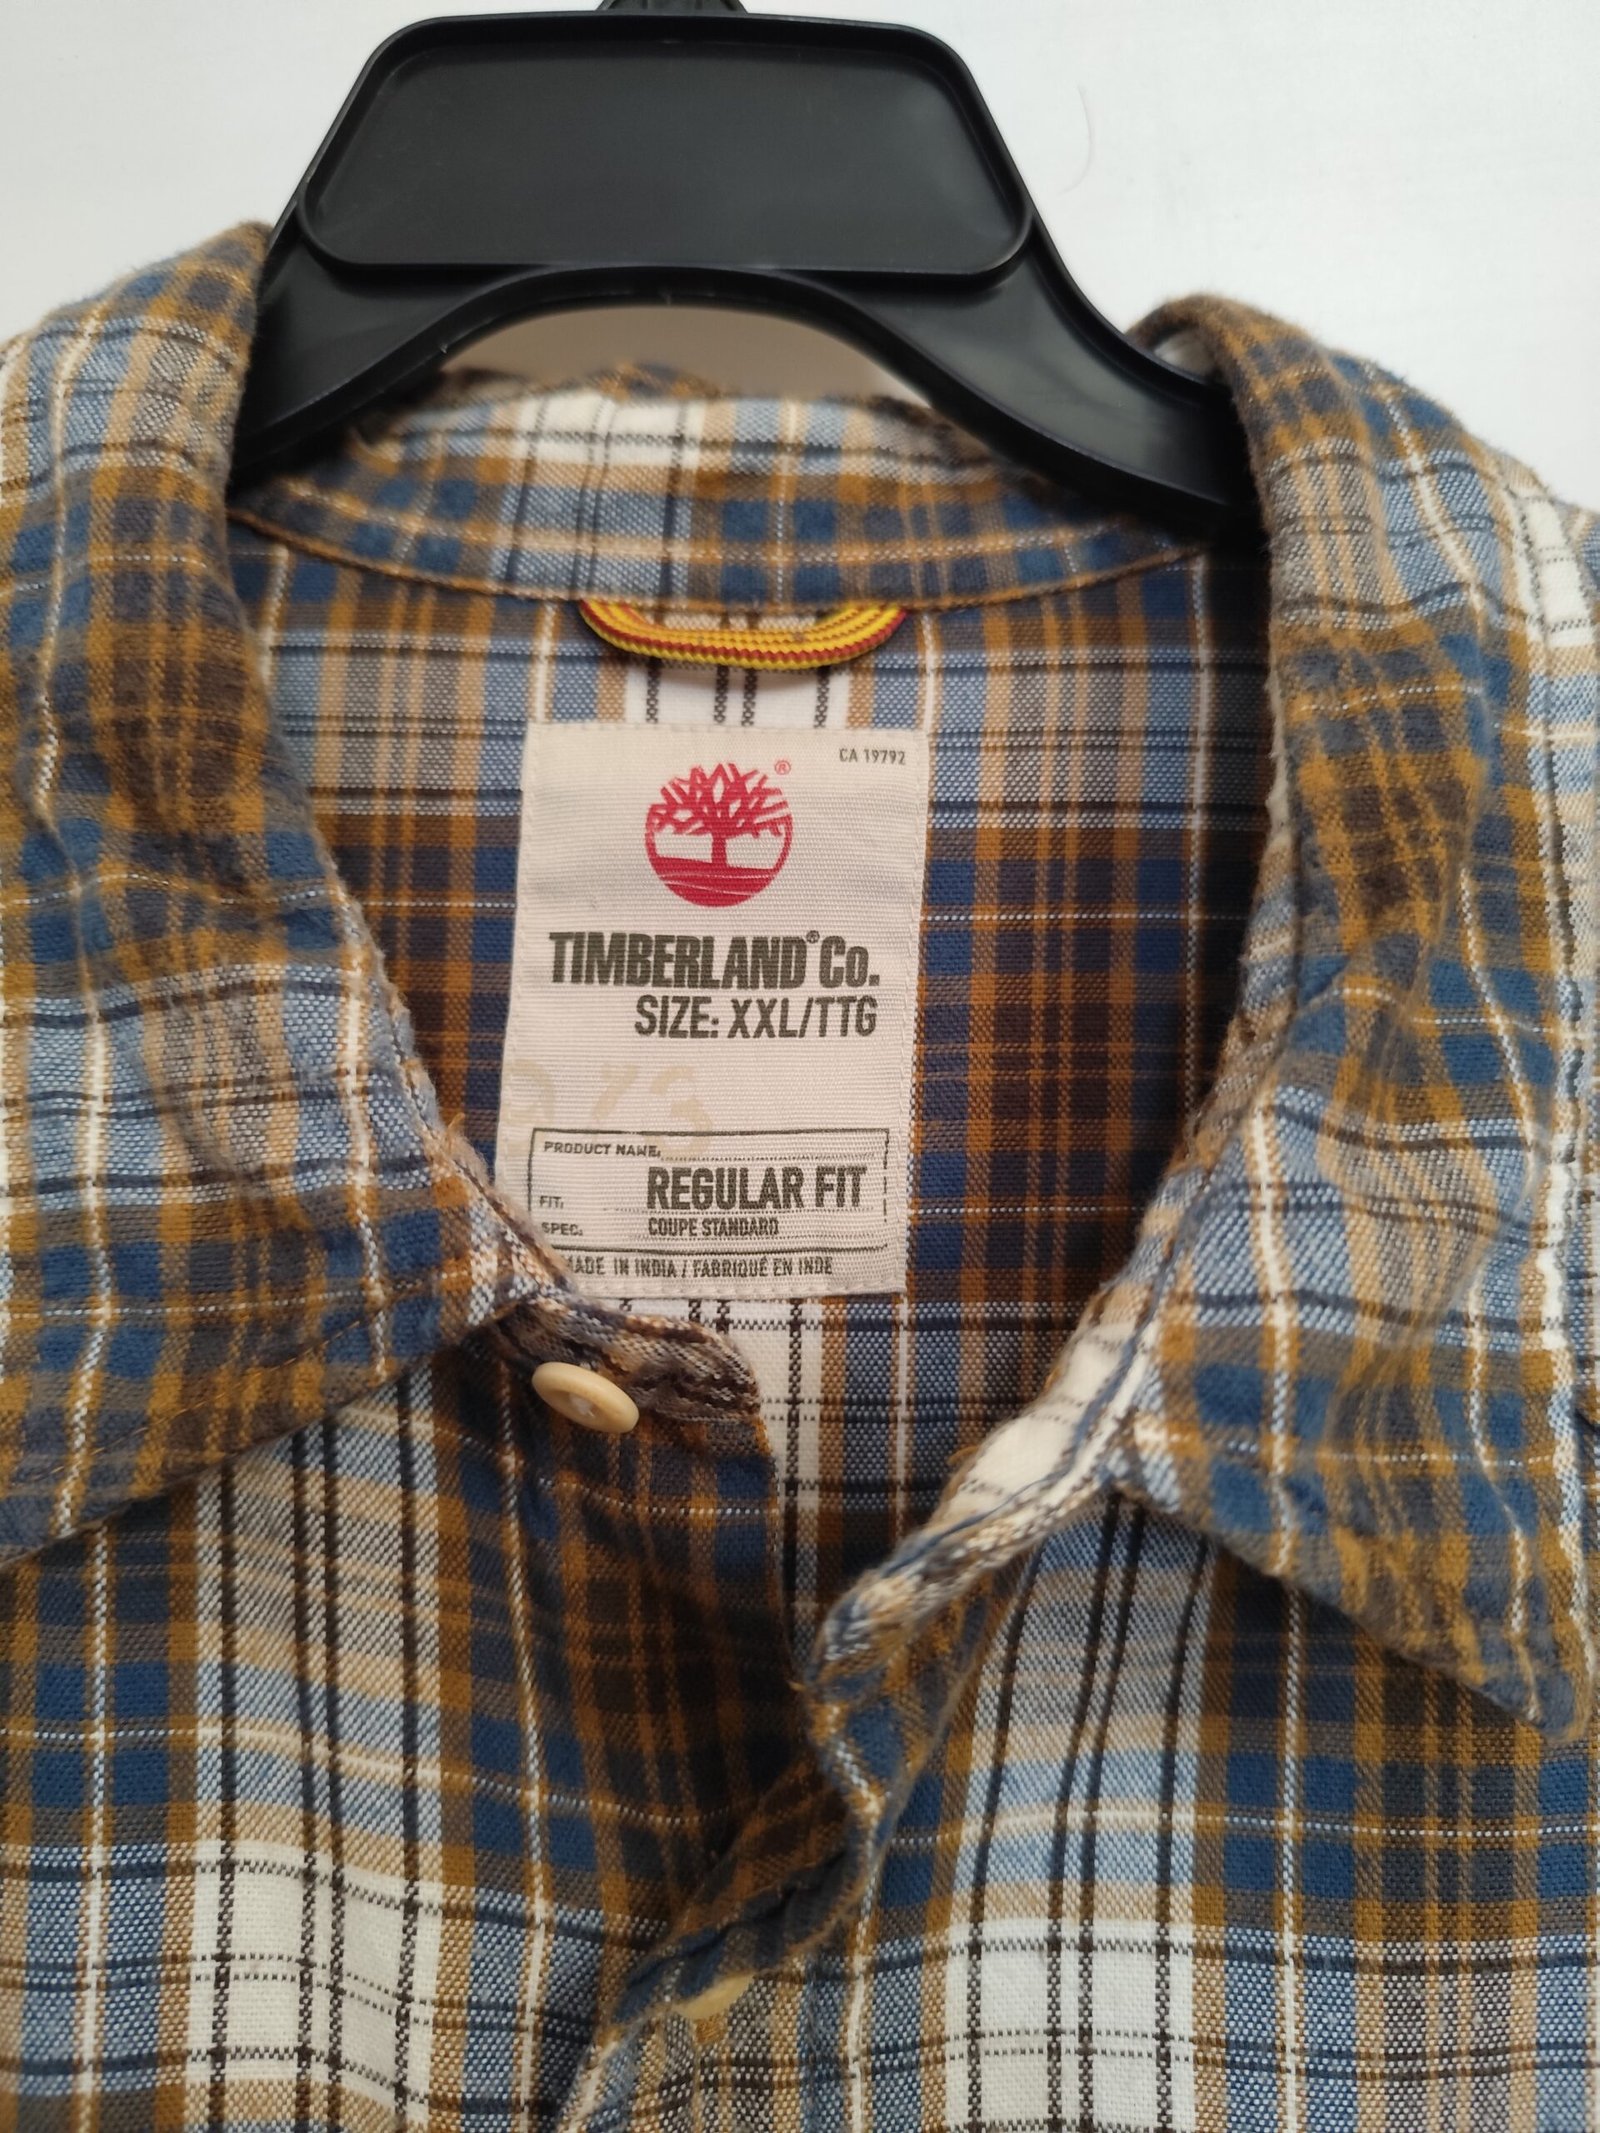 CA 19792
®
TIMBERLAND® Co.
SIZE: XXL/TTG
PRODUCT NAME.
FIT. REGULAR FIT
SPEC. COUPE STANDARD
MADE IN INDIA / FABRIQUÉ EN INDE